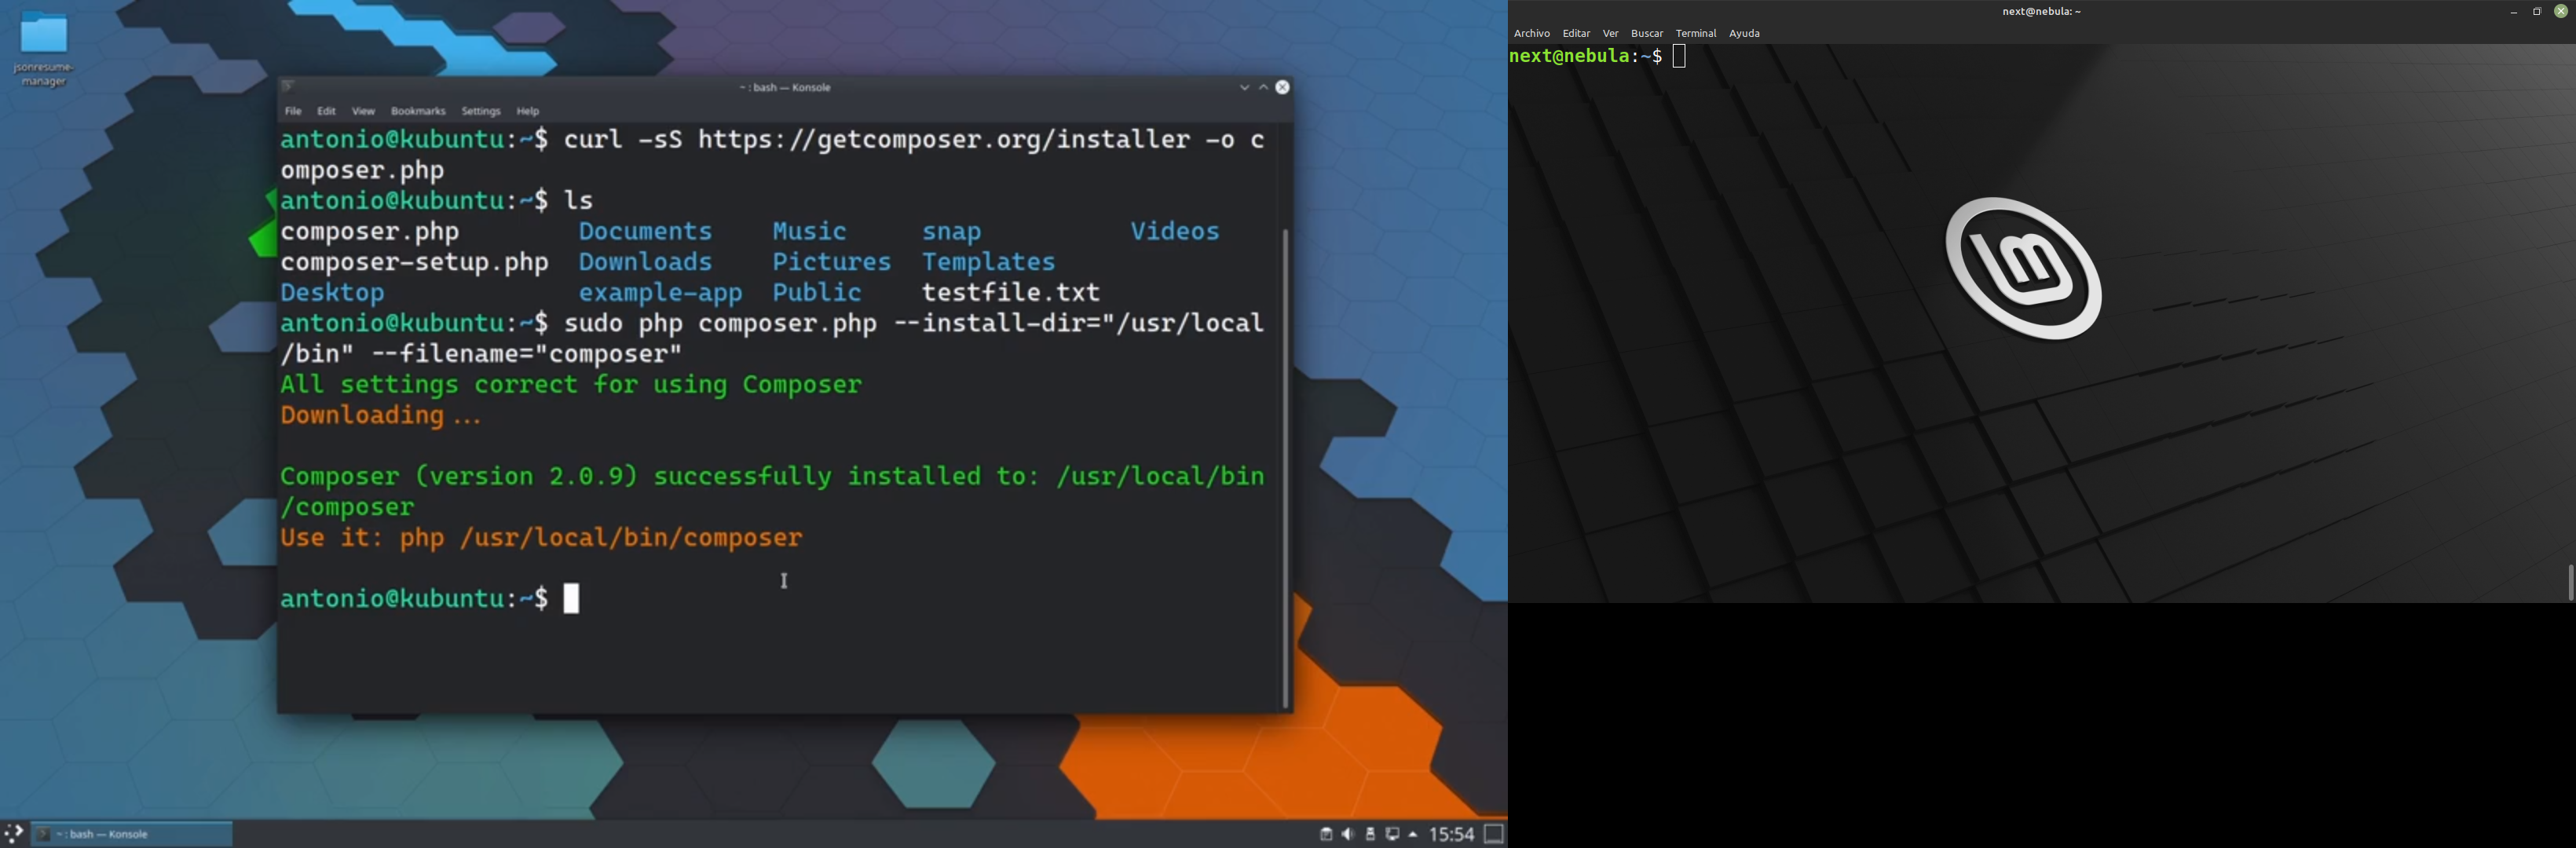 jsonresume-
manager
~ : bash — Konsole
File Edit View Bookmarks Settings Help
antonio@kubuntu:~$ curl -sS https://getcomposer.org/installer -o c
omposer.php
antonio@kubuntu:~$ ls
composer.php Documents Music snap Videos
composer-setup.php Downloads Pictures Templates
Desktop example-app Public testfile.txt
antonio@kubuntu:~$ sudo php composer.php --install-dir="/usr/local
/bin" --filename="composer"
All settings correct for using Composer
Downloading...
Composer (version 2.0.9) successfully installed to: /usr/local/bin
/composer
Use it: php /usr/local/bin/composer
antonio@kubuntu:~$
~ : bash — Konsole
15:54
next@nebula: ~
Archivo Editar Ver Buscar Terminal Ayuda
next@nebula:~$